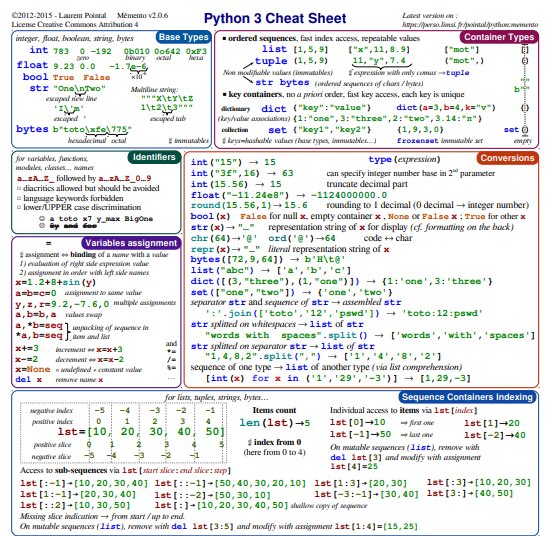 ©2012-2015 - Laurent Pointal Mémento v2.0.6
License Creative Commons Attribution 4
Python 3 Cheat Sheet
Latest version on :
https://perso.limsi.fr/pointal/python:memento
integer, float, boolean, string, bytes
Base Types
int 783 0 -192 0b010 0o642 0xF3
zero binary octal hexa
float 9.23 0.0 -1.7e-6
×10
bool True False
str "One\nTwo"
escaped new line
Multiline string:
"""X\tY\tZ
1\t2\t3"""
'I\'m'
escaped '
escaped tab
bytes b"toto\xfe\775"
hexadecimal octal
immutables
Container Types
▪ ordered sequences, fast index access, repeatable values
list [1,5,9] ["x",11,8.9] ["mot"] []
tuple (1,5,9) 11,"y",7.4 ("mot",) ()
Non modifiable values (immutables)
expression with only comas →tuple
str bytes (ordered sequences of chars / bytes)
▪ key containers, no a priori order, fast key access, each key is unique
dictionary dict {"key":"value"} dict(a=3,b=4,k="v") {}
(key/value associations) {1:"one",3:"three",2:"two",3.14:"π"}
collection set {"key1","key2"} {1,9,3,0} set()
keys=hashable values (base types, immutables…)
frozenset immutable set
empty
Identifiers
for variables, functions,
modules, classes… names
a…zA…Z_ followed by a…zA…Z_0…9
▫ diacritics allowed but should be avoided
▫ language keywords forbidden
▫ lower/UPPER case discrimination
☺ a toto x7 y_max BigOne
☹ 8y and for
=
Variables assignment
assignment ⇔ binding of a name with a value
1) evaluation of right side expression value
2) assignment in order with left side names
x=1.2+8+sin(y)
a=b=c=0 assignment to same value
y,z,r=9.2,-7.6,0 multiple assignments
a,b=b,a values swap
a,*b=seq
*a,b=seq
unpacking of sequence in
item and list
x+=3 increment ⇔ x=x+3
x-=2 decrement ⇔ x=x-2
x=None « undefined » constant value
del x remove name x
and
*=
/=
%=
…
type(expression)
Conversions
int("15") → 15
int("3f",16) → 63 can specify integer number base in 2nd parameter
int(15.56) → 15 truncate decimal part
float("-11.24e8") → -1124000000.0
round(15.56,1)→ 15.6 rounding to 1 decimal (0 decimal → integer number)
bool(x) False for null x, empty container x , None or False x ; True for other x
str(x)→ "…" representation string of x for display (cf. formatting on the back)
chr(64)→'@' ord('@')→64 code ↔ char
repr(x)→ "…" literal representation string of x
bytes([72,9,64]) → b'H\t@'
list("abc") → ['a','b','c']
dict([(3,"three"),(1,"one")]) → {1:'one',3:'three'}
set(["one","two"]) → {'one','two'}
separator str and sequence of str → assembled str
':'.join(['toto','12','pswd']) → 'toto:12:pswd'
str splitted on whitespaces → list of str
"words with spaces".split() → ['words','with','spaces']
str splitted on separator str → list of str
"1,4,8,2".split(",") → ['1','4','8','2']
sequence of one type → list of another type (via list comprehension)
[int(x) for x in ('1','29','-3')] → [1,29,-3]
for lists, tuples, strings, bytes…
Sequence Containers Indexing
negative index -5 -4 -3 -2 -1
positive index 0 1 2 3 4
lst=[10, 20, 30, 40, 50]
positive slice 0 1 2 3 4 5
negative slice -5 -4 -3 -2 -1
Items count
len(lst)→5
index from 0
(here from 0 to 4)
Individual access to items via lst[index]
lst[0]→10 ⇒ first one lst[1]→20
lst[-1]→50 ⇒ last one lst[-2]→40
On mutable sequences (list), remove with
del lst[3] and modify with assignment
lst[4]=25
Access to sub-sequences via lst[start slice:end slice:step]
lst[:-1]→[10,20,30,40] lst[::-1]→[50,40,30,20,10] lst[1:3]→[20,30] lst[:3]→[10,20,30]
lst[1:-1]→[20,30,40] lst[::-2]→[50,30,10] lst[-3:-1]→[30,40] lst[3:]→[40,50]
lst[::2]→[10,30,50] lst[:]→[10,20,30,40,50] shallow copy of sequence
Missing slice indication → from start / up to end.
On mutable sequences (list), remove with del lst[3:5] and modify with assignment lst[1:4]=[15,25]